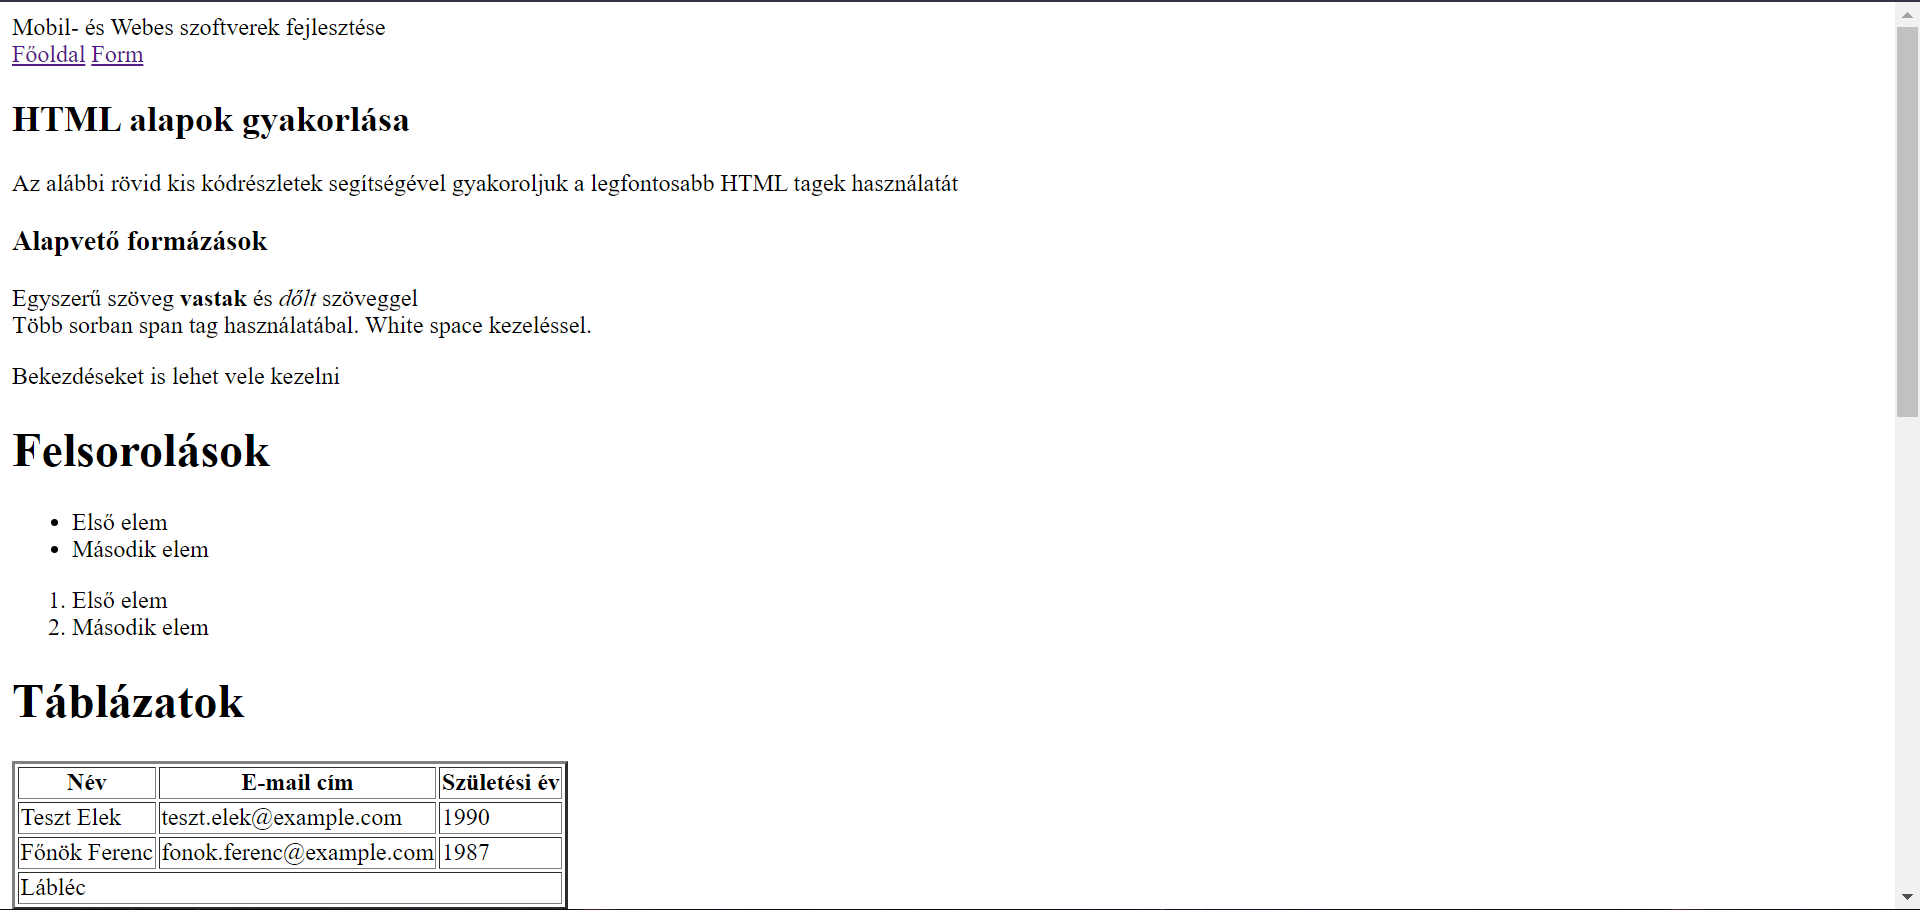 Mobil- és Webes szoftverek fejlesztése
Főoldal Form
HTML alapok gyakorlása
Az alábbi rövid kis kódrészletek segítségével gyakoroljuk a legfontosabb HTML tagek használatát
Alapvető formázások
Egyszerű szöveg vastak és dőlt szöveggel
Több sorban span tag használatábal. White space kezeléssel.
Bekezdéseket is lehet vele kezelni
Felsorolások
• Első elem
• Második elem
1. Első elem
2. Második elem
Táblázatok
Név E-mail cím Születési év
Teszt Elek teszt.elek@example.com 1990
Főnök Ferenc fonok.ferenc@example.com 1987
Lábléc